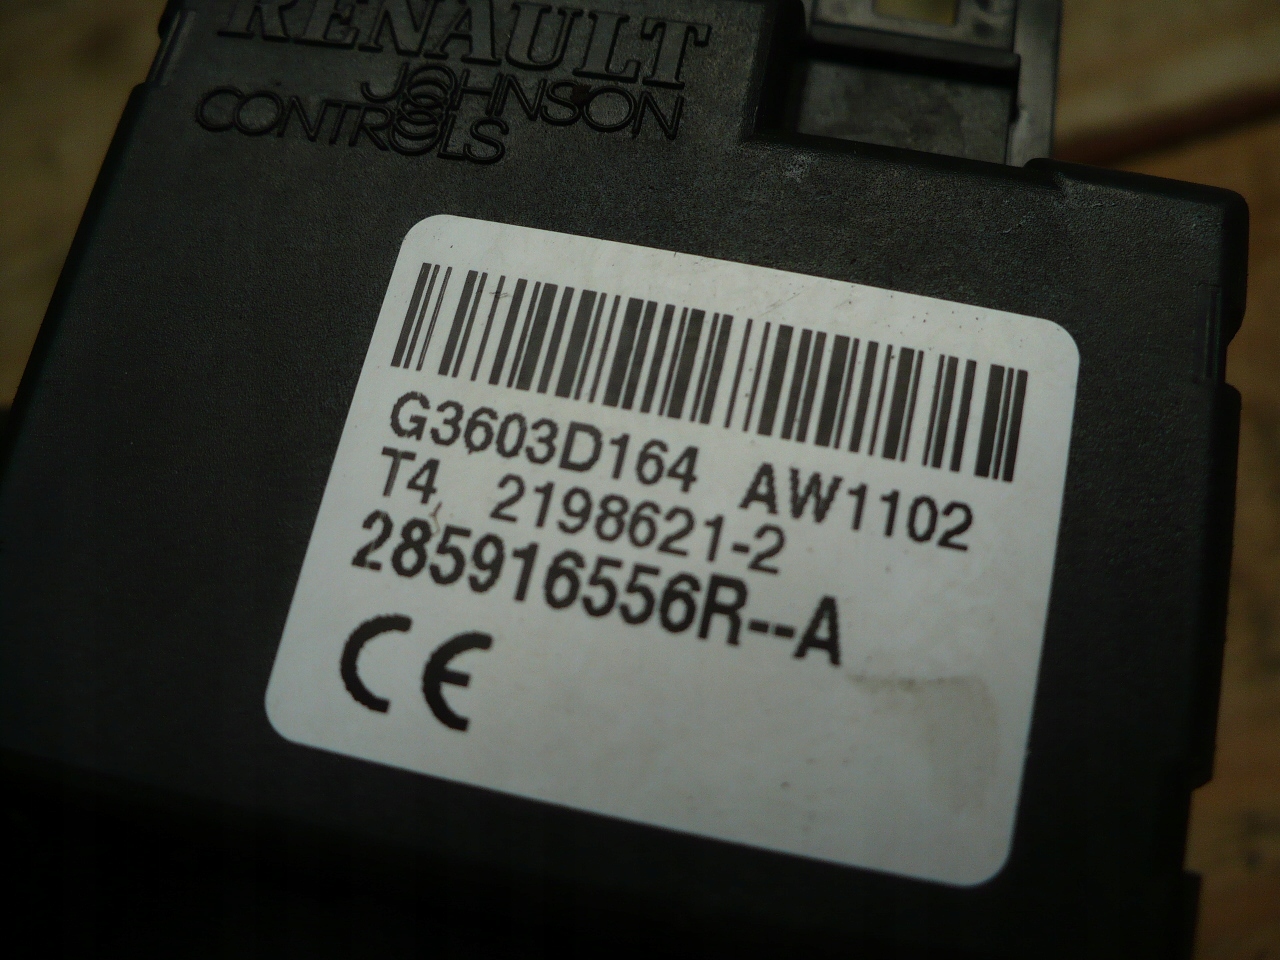 RENAULT
JOHNSON
CONTROLS
G3603D164 AW1102
T4 2198621-2
285916556R--A
CE